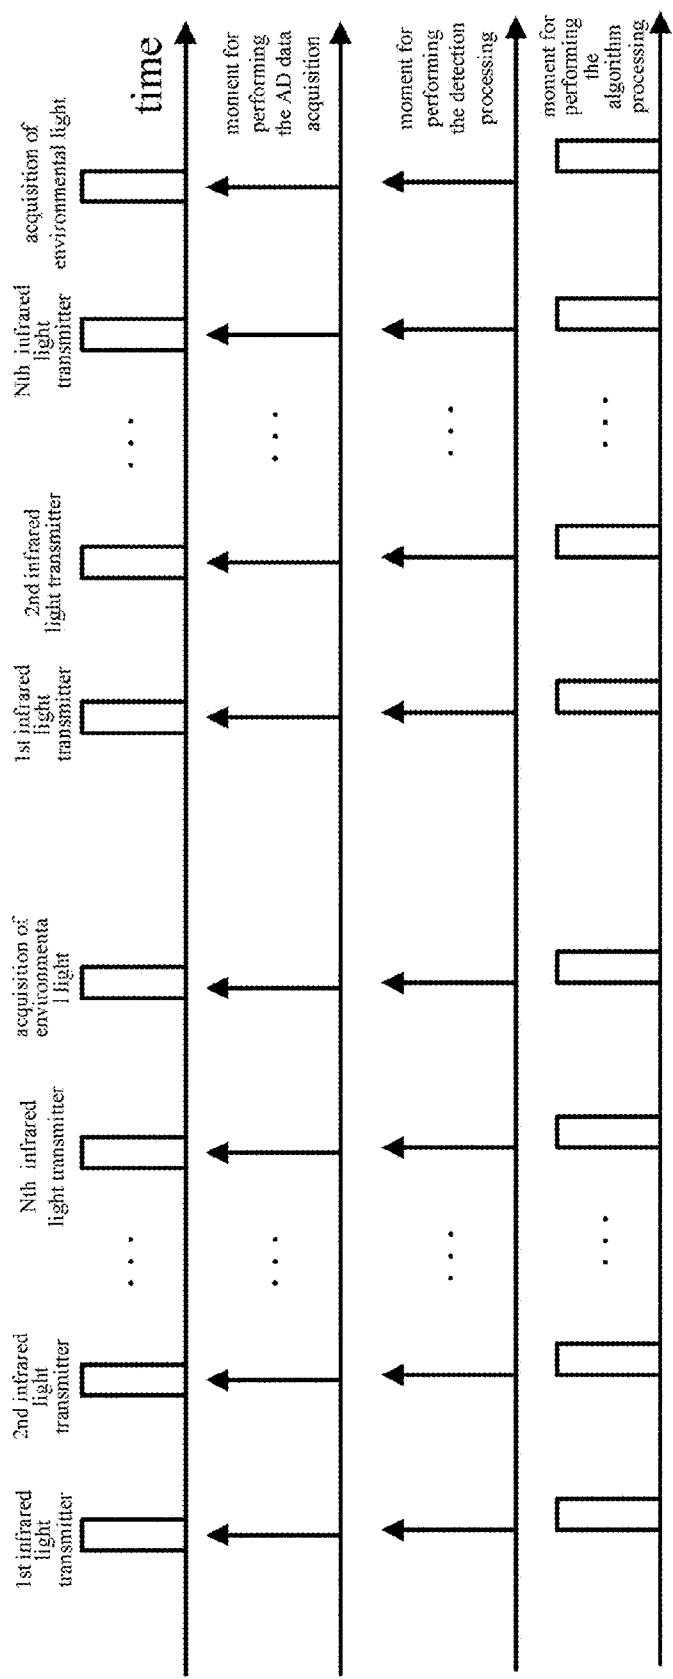 1st infrared
light
transmitter
2nd infrared
light
transmitter
. . .
Nth infrared
light transmitter
acquisition of
environmenta
l light
1st infrared
light
transmitter
2nd infrared
light transmitter
. . .
Nth infrared
light
transmitter
acquisition of
environmental light
time
. . .
. . .
moment for
performing
the AD data
acquisition
. . .
. . .
moment for
performing
the detection
processing
. . .
. . .
moment for
performing
the
algorithm
processing